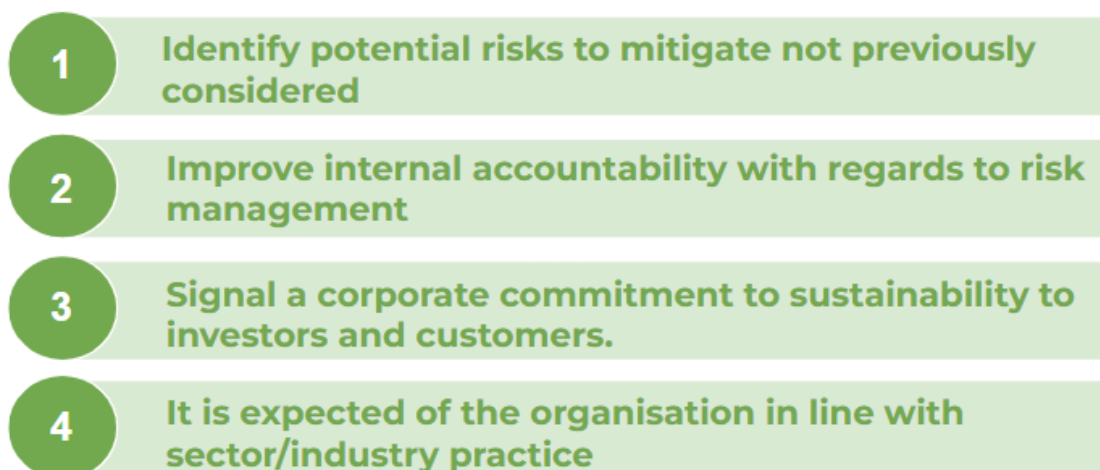 1
Identify potential risks to mitigate not previously
considered
2
Improve internal accountability with regards to risk
management
3
Signal a corporate commitment to sustainability to
investors and customers.
4
It is expected of the organisation in line with
sector/industry practice